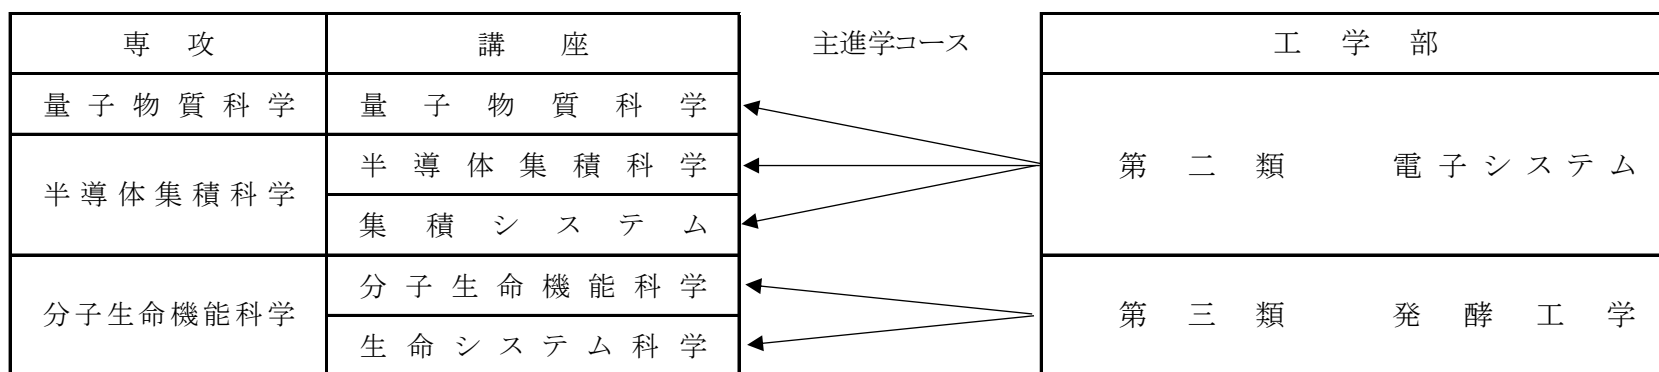 専攻 講座 主進学コース 工学部
量子物質科学 量子物質科学
半導体集積科学 第二類 電子システム
半導体集積科学
集積システム
分子生命機能科学
分子生命機能科学 第三類 発酵工学
生命システム科学